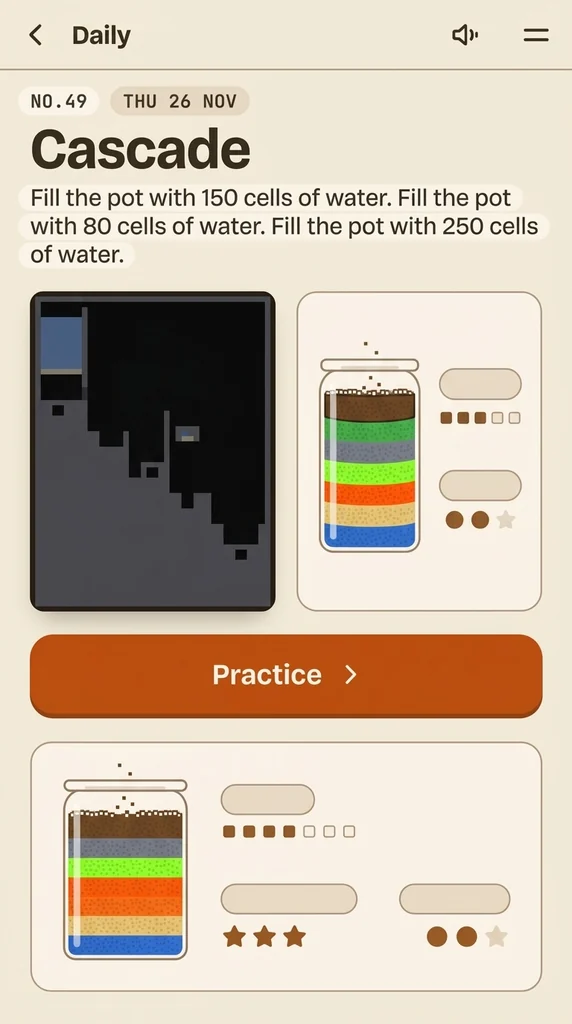 Daily
NO.49
THU 26 NOV
Cascade
Fill the pot with 150 cells of water. Fill the pot
with 80 cells of water. Fill the pot with 250 cells
of water.
Practice